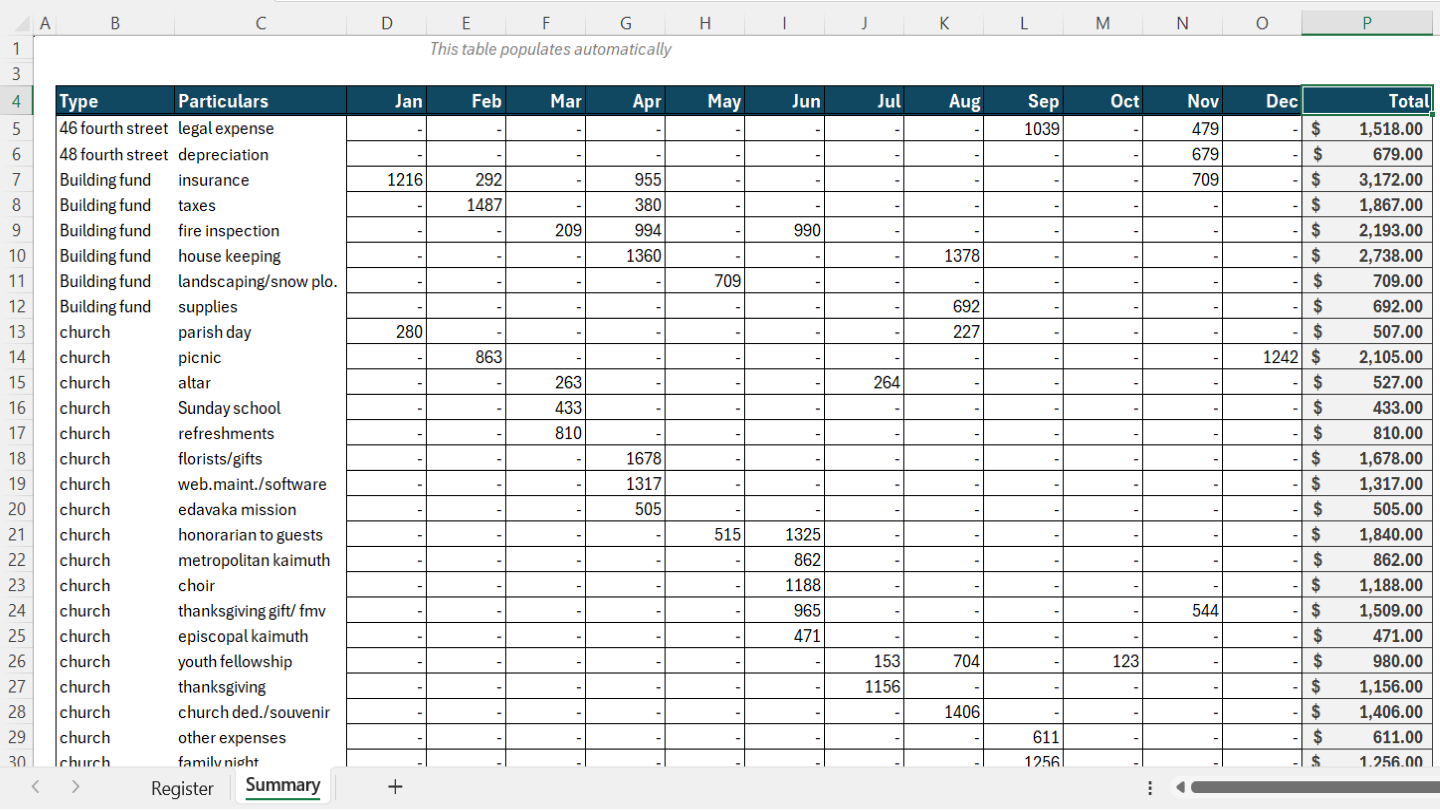 A B C D E F G H I J K L M N O P
1 This table populates automatically
3
4 Type Particulars Jan Feb Mar Apr May Jun Jul Aug Sep Oct Nov Dec Total
5 46 fourth street legal expense - - - - - - - - 1039 - 479 - $ 1,518.00
6 48 fourth street depreciation - - - - - - - - - - 679 - $ 679.00
7 Building fund insurance 1216 292 - 955 - - - - - - 709 - $ 3,172.00
8 Building fund taxes - 1487 - 380 - - - - - - - - $ 1,867.00
9 Building fund fire inspection - - 209 994 - 990 - - - - - - $ 2,193.00
10 Building fund house keeping - - - 1360 - - - 1378 - - - - $ 2,738.00
11 Building fund landscaping/snow plo. - - - - 709 - - - - - - - $ 709.00
12 Building fund supplies - - - - - - - 692 - - - - $ 692.00
13 church parish day 280 - - - - - - 227 - - - - $ 507.00
14 church picnic - 863 - - - - - - - - - 1242 $ 2,105.00
15 church altar - - 263 - - - 264 - - - - - $ 527.00
16 church Sunday school - - 433 - - - - - - - - - $ 433.00
17 church refreshments - - 810 - - - - - - - - - $ 810.00
18 church florists/gifts - - - 1678 - - - - - - - - $ 1,678.00
19 church web.maint./software - - - 1317 - - - - - - - - $ 1,317.00
20 church edavaka mission - - - 505 - - - - - - - - $ 505.00
21 church honorarian to guests - - - - 515 1325 - - - - - - $ 1,840.00
22 church metropolitan kaimuth - - - - - 862 - - - - - - $ 862.00
23 church choir - - - - - 1188 - - - - - - $ 1,188.00
24 church thanksgiving gift/ fmv - - - - - 965 - - - - 544 - $ 1,509.00
25 church episcopal kaimuth - - - - - 471 - - - - - - $ 471.00
26 church youth fellowship - - - - - - 153 704 - 123 - - $ 980.00
27 church thanksgiving - - - - - - 1156 - - - - - $ 1,156.00
28 church church ded./souvenir - - - - - - - 1406 - - - - $ 1,406.00
29 church other expenses - - - - - - - - 611 - - - $ 611.00
30 church family night - - - - - - - - 1256 - - - $ 1,256.00
Register Summary +